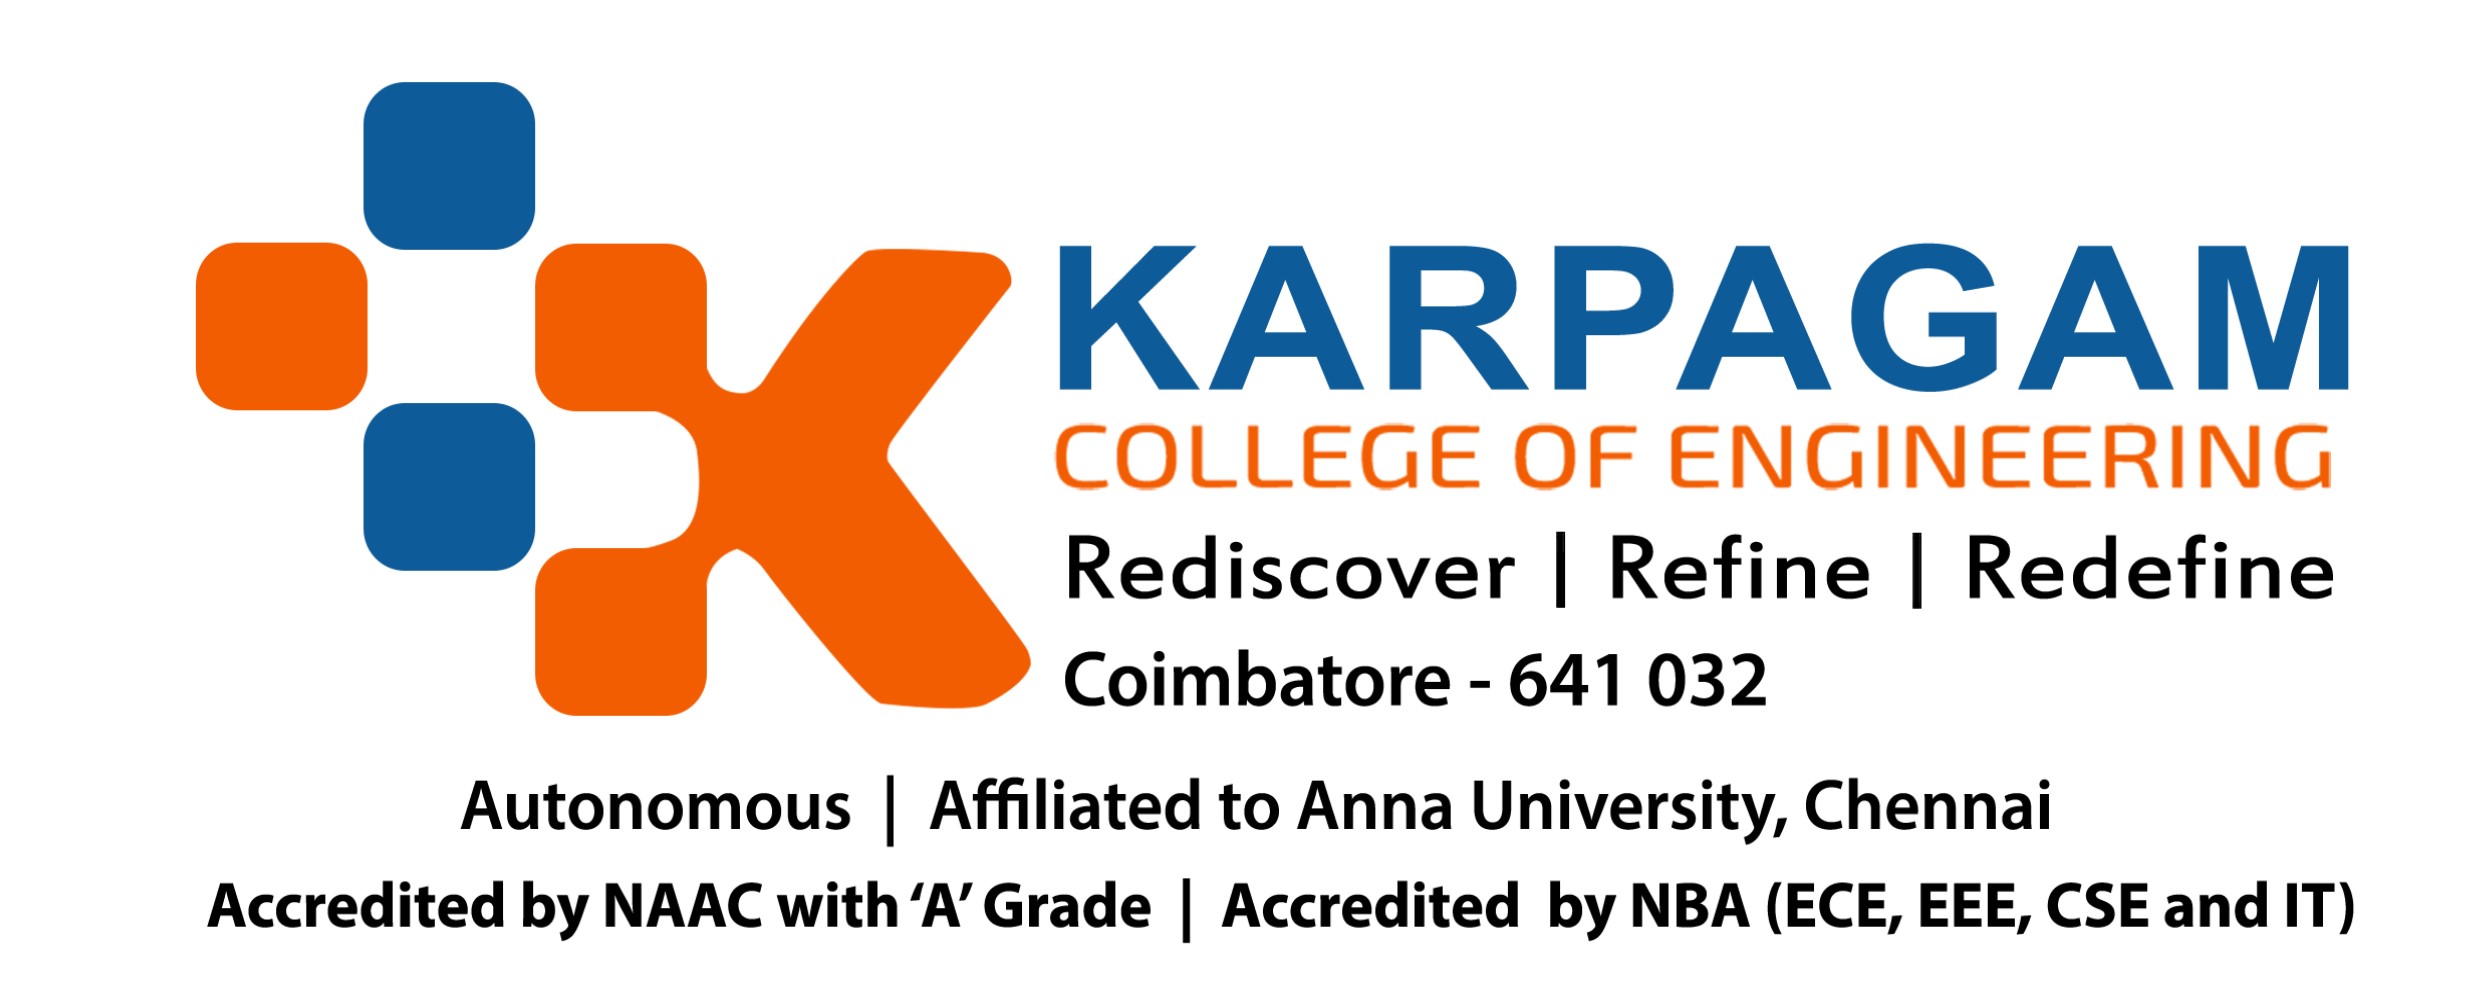 KARPAGAM
COLLEGE OF ENGINEERING
Rediscover | Refine | Redefine
Coimbatore - 641 032
Autonomous | Affiliated to Anna University, Chennai
Accredited by NAAC with ‘A’ Grade | Accredited by NBA (ECE, EEE, CSE and IT)